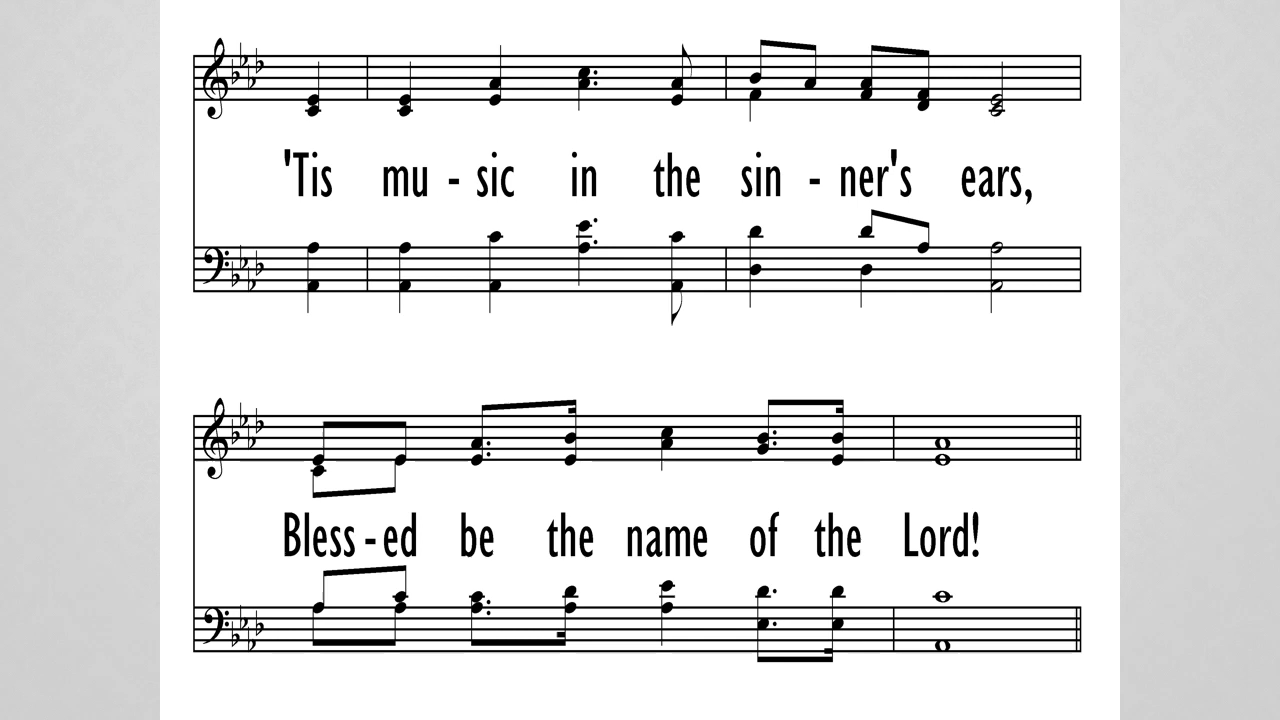 'Tis mu - sic in the sin - ner's ears,
Bless - ed be the name of the Lord!